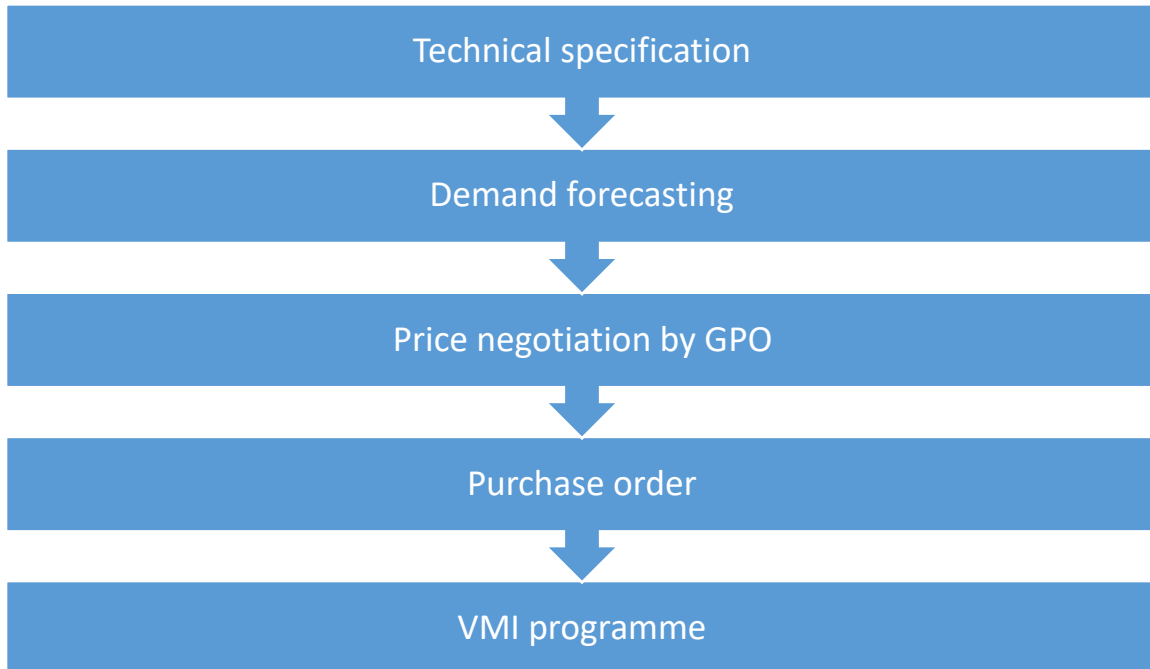 Technical specification
Demand forecasting
Price negotiation by GPO
Purchase order
VMI programme